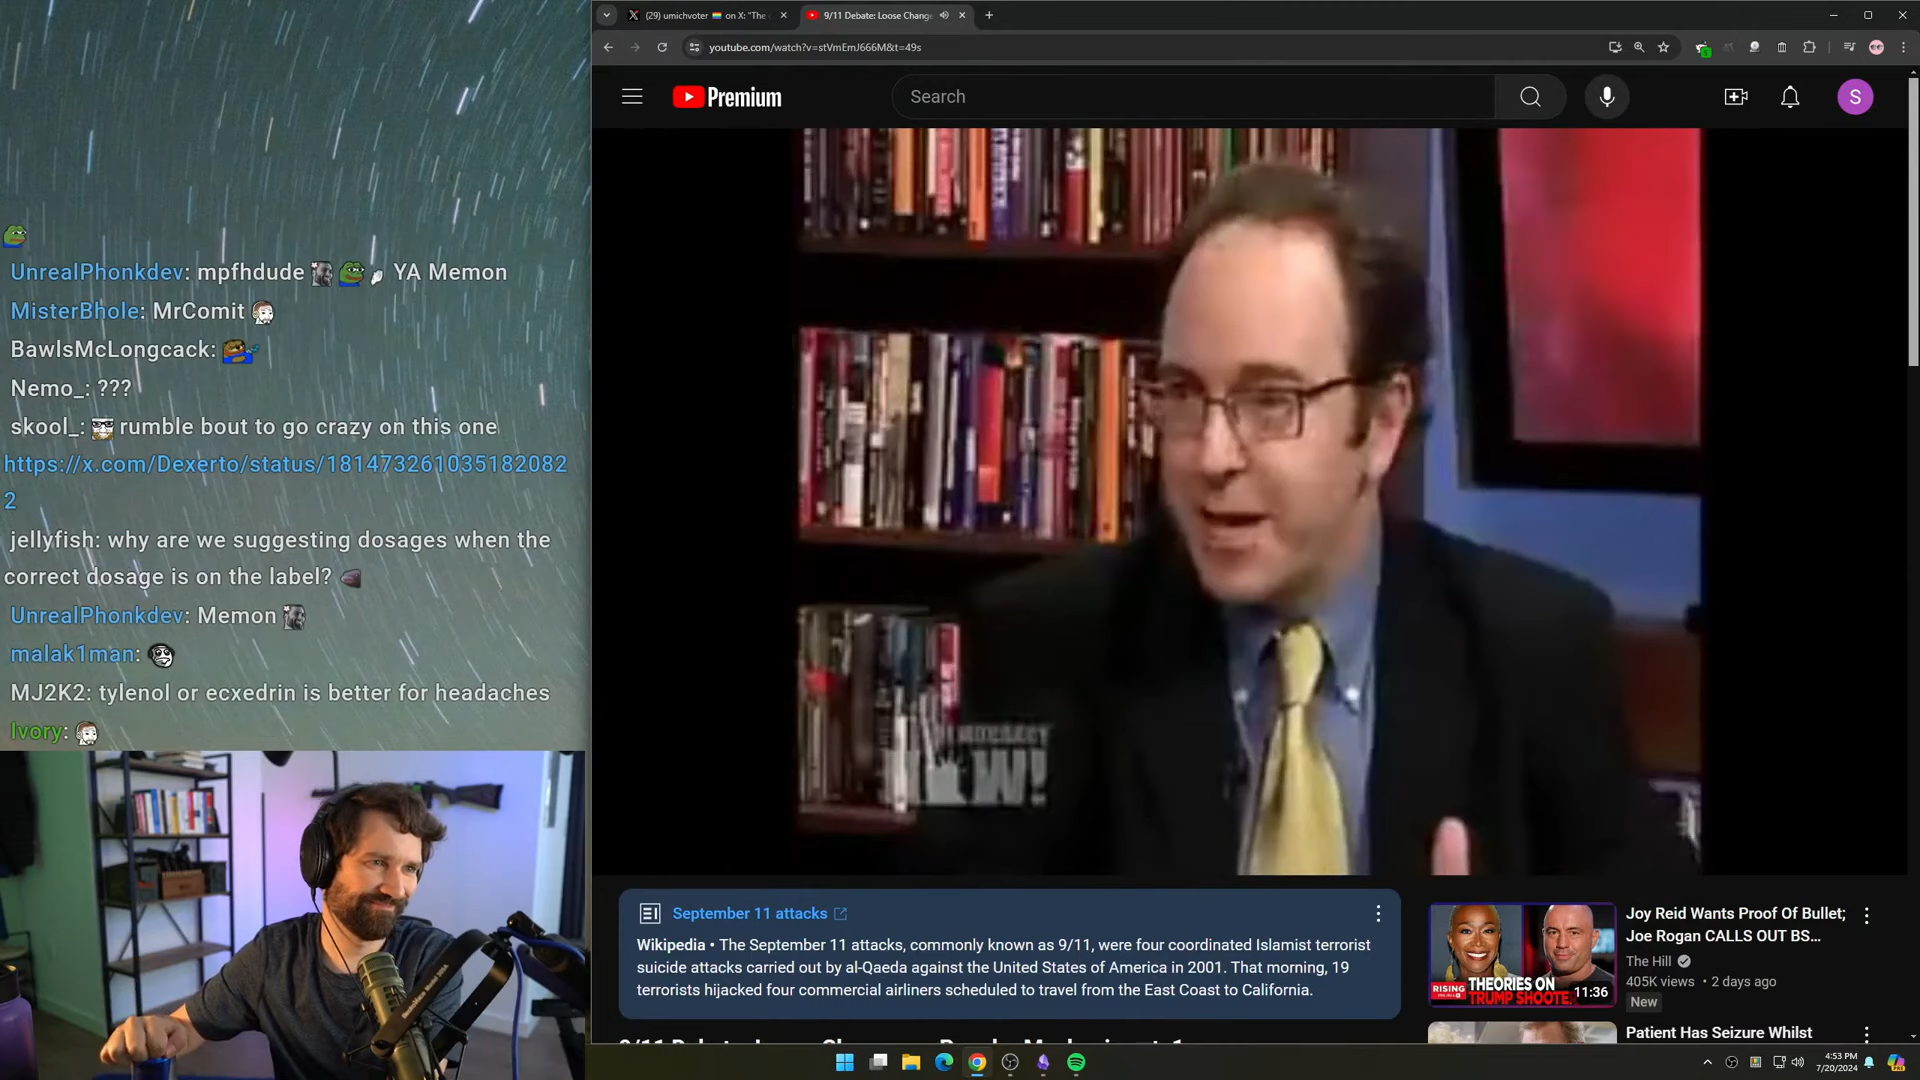 UnrealPhonkdev: mpfhdude YA Memon
MisterBhole: MrComit
BawlsMcLongcack:
Nemo_: ???
skool_: rumble bout to go crazy on this one
https://x.com/Dexerto/status/181473261035182082
2
jellyfish: why are we suggesting dosages when the
correct dosage is on the label?
UnrealPhonkdev: Memon
malak1man:
MJ2K2: tylenol or ecxedrin is better for headaches
Ivory:
(29) umichvoter on X: "The
9/11 Debate: Loose Change
youtube.com/watch?v=stVmEmJ666M&t=49s
Premium
Search
S
NOW!
September 11 attacks
Wikipedia • The September 11 attacks, commonly known as 9/11, were four coordinated Islamist terrorist
suicide attacks carried out by al-Qaeda against the United States of America in 2001. That morning, 19
terrorists hijacked four commercial airliners scheduled to travel from the East Coast to California.
Joy Reid Wants Proof Of Bullet;
Joe Rogan CALLS OUT BS...
The Hill
405K views • 2 days ago
New
RISING
THEORIES ON
TRUMP SHOOTE
11:36
Patient Has Seizure Whilst
4:53 PM
7/20/2024